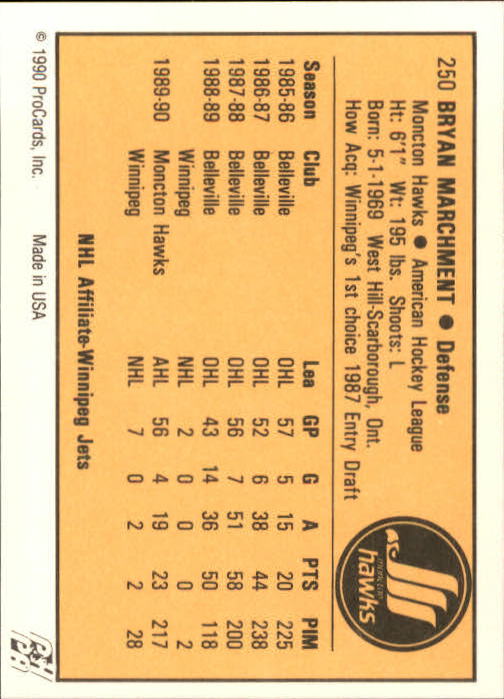 250 BRYAN MARCHMENT ● Defense
Moncton Hawks ● American Hockey League
Ht: 6'1" Wt: 195 lbs. Shoots: L
Born: 5-1-1969 West Hill-Scarborough, Ont.
How Acq: Winnipeg's 1st choice 1987 Entry Draft
moncton
hawks
Season Club Lea GP G A PTS PIM
1985-86 Belleville OHL 57 5 15 20 225
1986-87 Belleville OHL 52 6 38 44 238
1987-88 Belleville OHL 56 7 51 58 200
1988-89 Belleville OHL 43 14 36 50 118
Winnipeg NHL 2 0 0 0 2
1989-90 Moncton Hawks AHL 56 4 19 23 217
Winnipeg NHL 7 0 2 2 28
NHL Affiliate-Winnipeg Jets
© 1990 ProCards, Inc. Made in USA